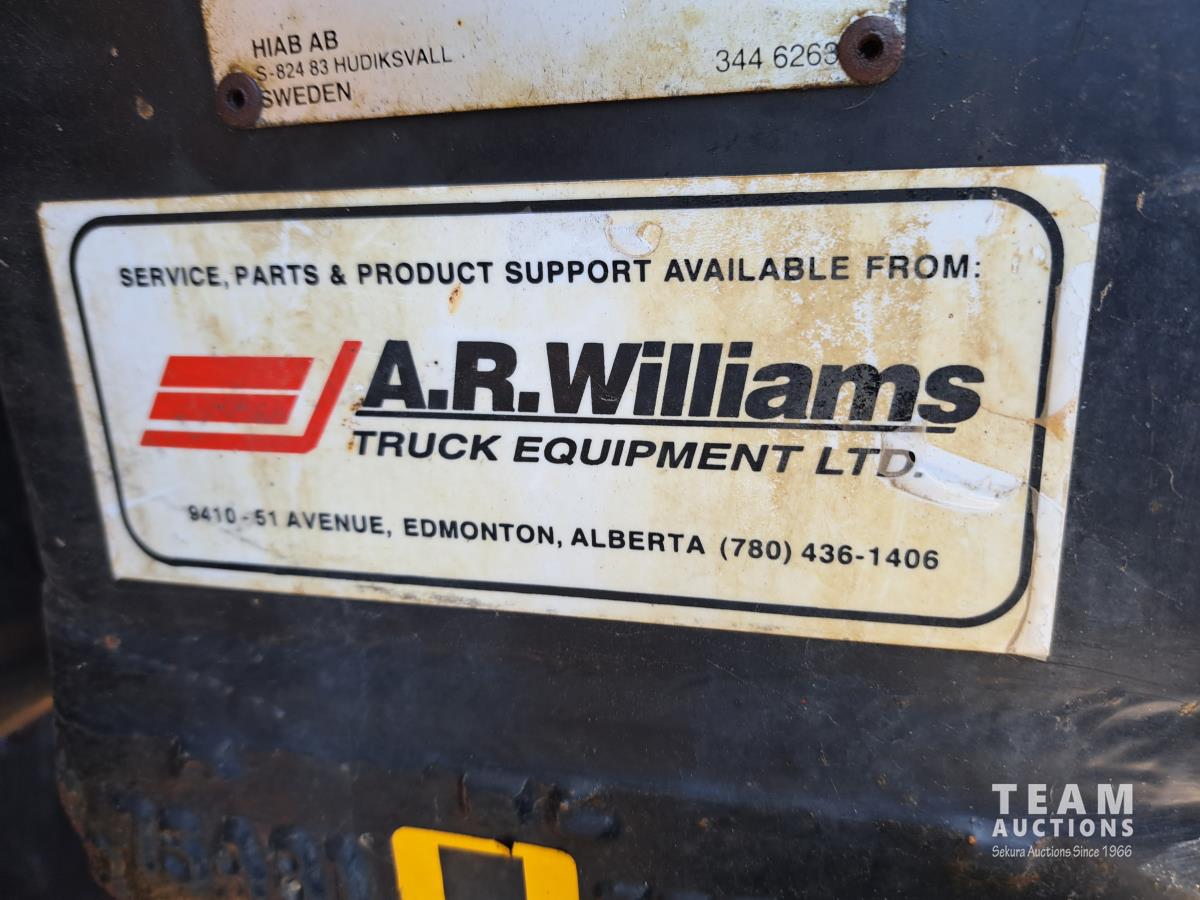 HIAB AB
S-824 83 HUDIKSVALL
SWEDEN
344 6263
SERVICE, PARTS & PRODUCT SUPPORT AVAILABLE FROM:
A.R.Williams
TRUCK EQUIPMENT LTD.
9410 - 51 AVENUE, EDMONTON, ALBERTA (780) 436-1406
TEAM
AUCTIONS
Sekura Auctions Since 1966